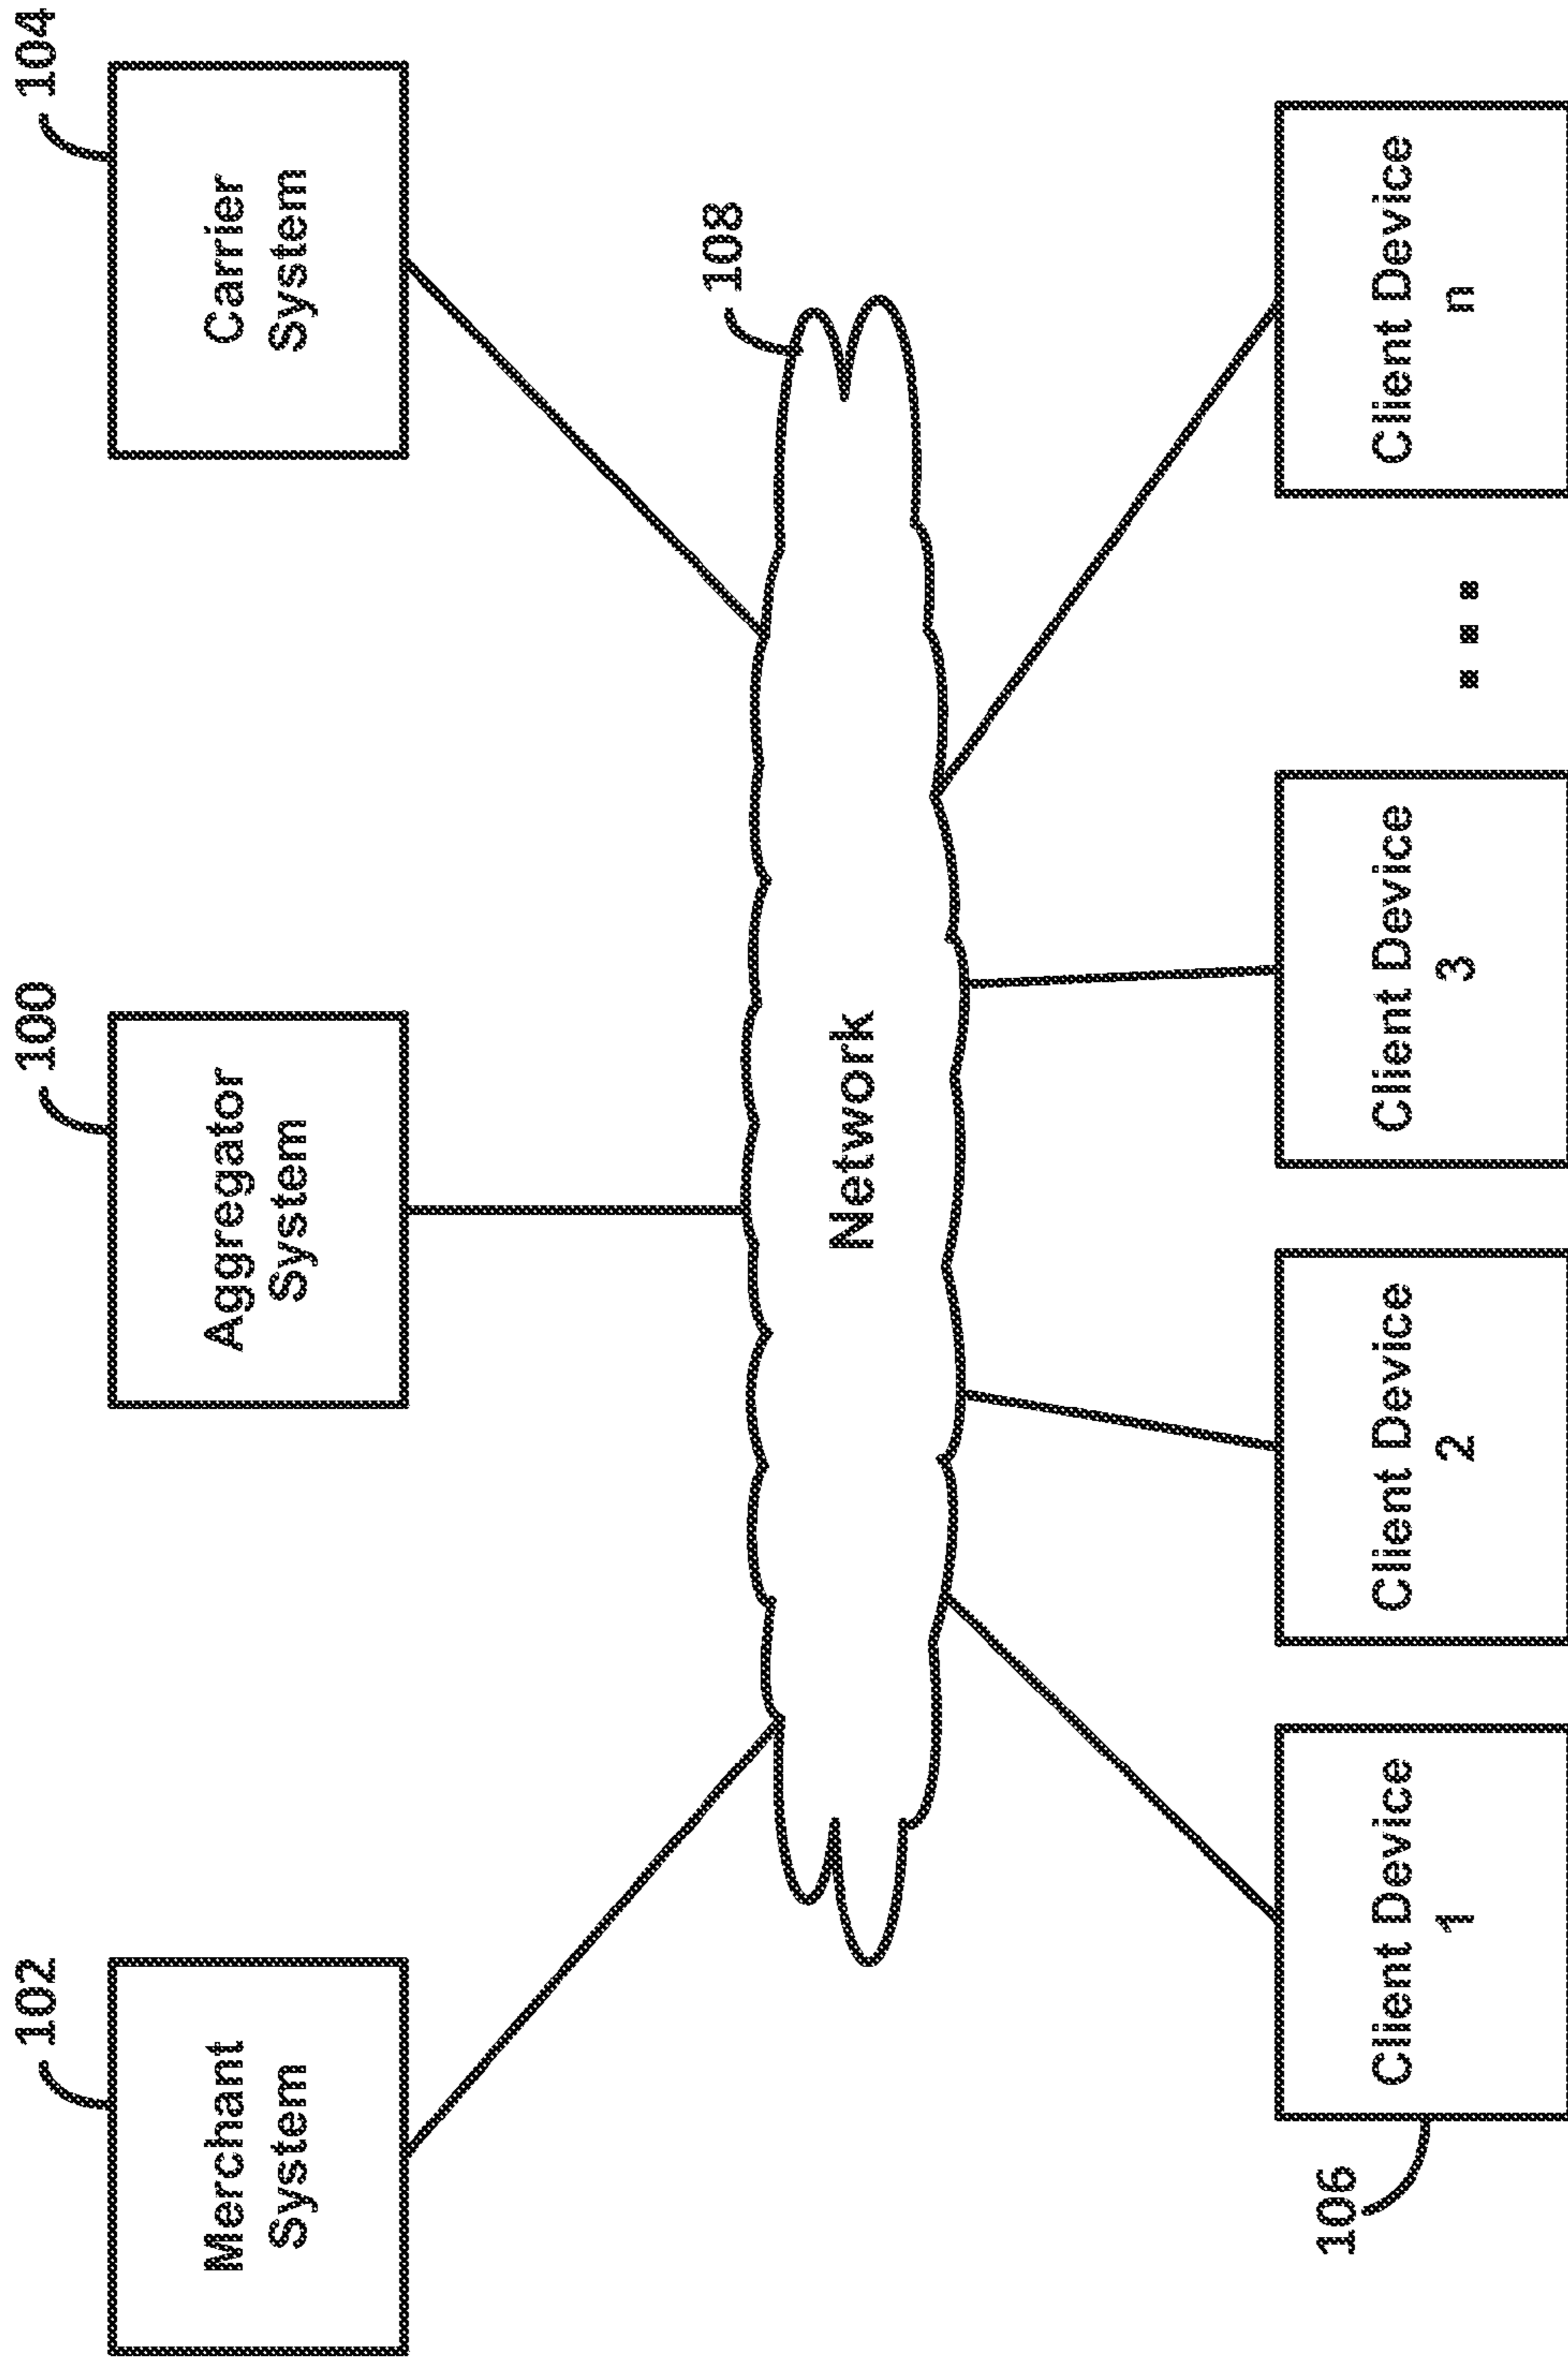 102
Merchant
System
100
Aggregator
System
104
Carrier
System
108
Network
106
Client Device
1
Client Device
2
Client Device
3
Client Device
n